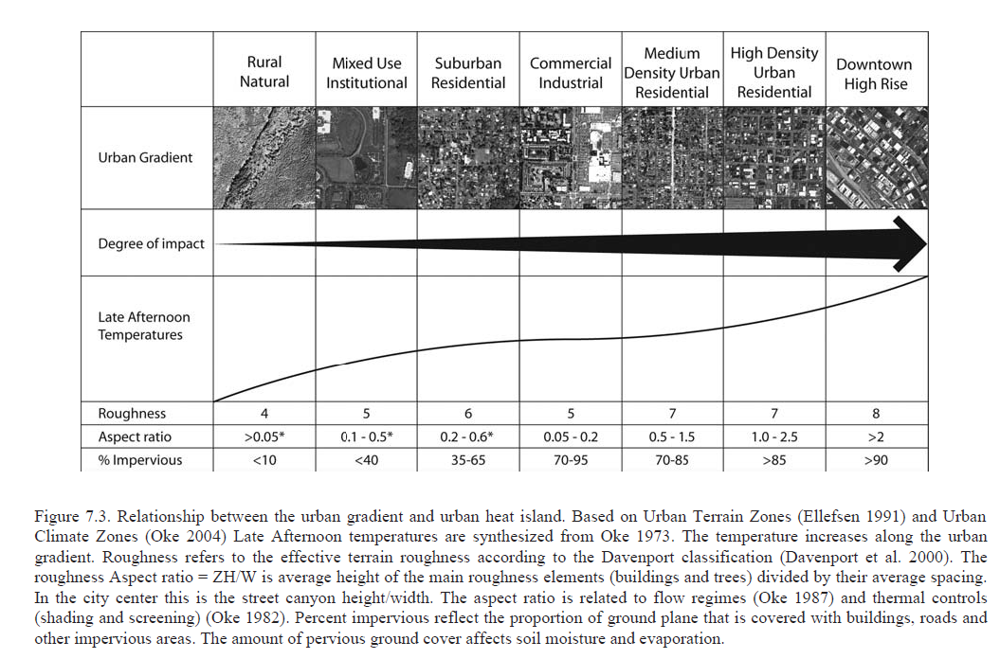 Rural Natural
Mixed Use Institutional
Suburban Residential
Commercial Industrial
Medium Density Urban Residential
High Density Urban Residential
Downtown High Rise
Urban Gradient
Degree of impact
Late Afternoon
Temperatures
Roughness 4 5 6 5 7 7 8
Aspect ratio >0.05* 0.1 - 0.5* 0.2 - 0.6* 0.05 - 0.2 0.5 - 1.5 1.0 - 2.5 >2
% Impervious <10 <40 35-65 70-95 70-85 >85 >90
Figure 7.3. Relationship between the urban gradient and urban heat island. Based on Urban Terrain Zones (Ellefsen 1991) and Urban
Climate Zones (Oke 2004) Late Afternoon temperatures are synthesized from Oke 1973. The temperature increases along the urban
gradient. Roughness refers to the effective terrain roughness according to the Davenport classification (Davenport et al. 2000). The
roughness Aspect ratio = ZH/W is average height of the main roughness elements (buildings and trees) divided by their average spacing.
In the city center this is the street canyon height/width. The aspect ratio is related to flow regimes (Oke 1987) and thermal controls
(shading and screening) (Oke 1982). Percent impervious reflect the proportion of ground plane that is covered with buildings, roads and
other impervious areas. The amount of pervious ground cover affects soil moisture and evaporation.